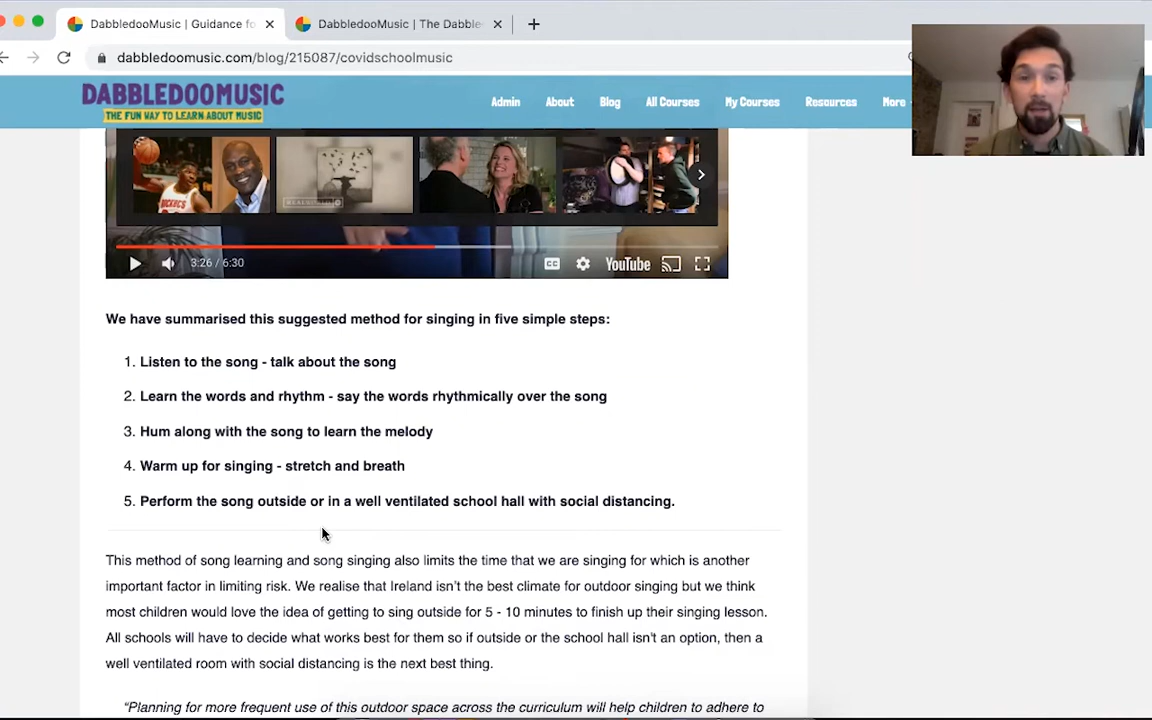 DabbledooMusic | Guidance fo
DabbledooMusic | The Dabble
dabbledoomusic.com/blog/215087/covidschoolmusic
DABBLEDOOMUSIC
THE FUN WAY TO LEARN ABOUT MUSIC
Admin About Blog All Courses My Courses Resources More
3:26 / 6:30
CC YouTube
We have summarised this suggested method for singing in five simple steps:
1. Listen to the song - talk about the song
2. Learn the words and rhythm - say the words rhythmically over the song
3. Hum along with the song to learn the melody
4. Warm up for singing - stretch and breath
5. Perform the song outside or in a well ventilated school hall with social distancing.
This method of song learning and song singing also limits the time that we are singing for which is another
important factor in limiting risk. We realise that Ireland isn't the best climate for outdoor singing but we think
most children would love the idea of getting to sing outside for 5 - 10 minutes to finish up their singing lesson.
All schools will have to decide what works best for them so if outside or the school hall isn't an option, then a
well ventilated room with social distancing is the next best thing.
“Planning for more frequent use of this outdoor space across the curriculum will help children to adhere to